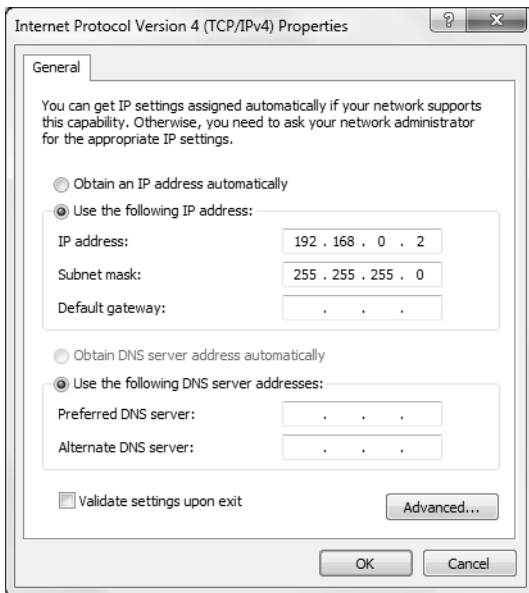 Internet Protocol Version 4 (TCP/IPv4) Properties
? X
General
You can get IP settings assigned automatically if your network supports
this capability. Otherwise, you need to ask your network administrator
for the appropriate IP settings.
Obtain an IP address automatically
Use the following IP address:
IP address: 192 . 168 . 0 . 2
Subnet mask: 255 . 255 . 255 . 0
Default gateway: . . .
Obtain DNS server address automatically
Use the following DNS server addresses:
Preferred DNS server: . . .
Alternate DNS server: . . .
Validate settings upon exit
Advanced...
OK Cancel